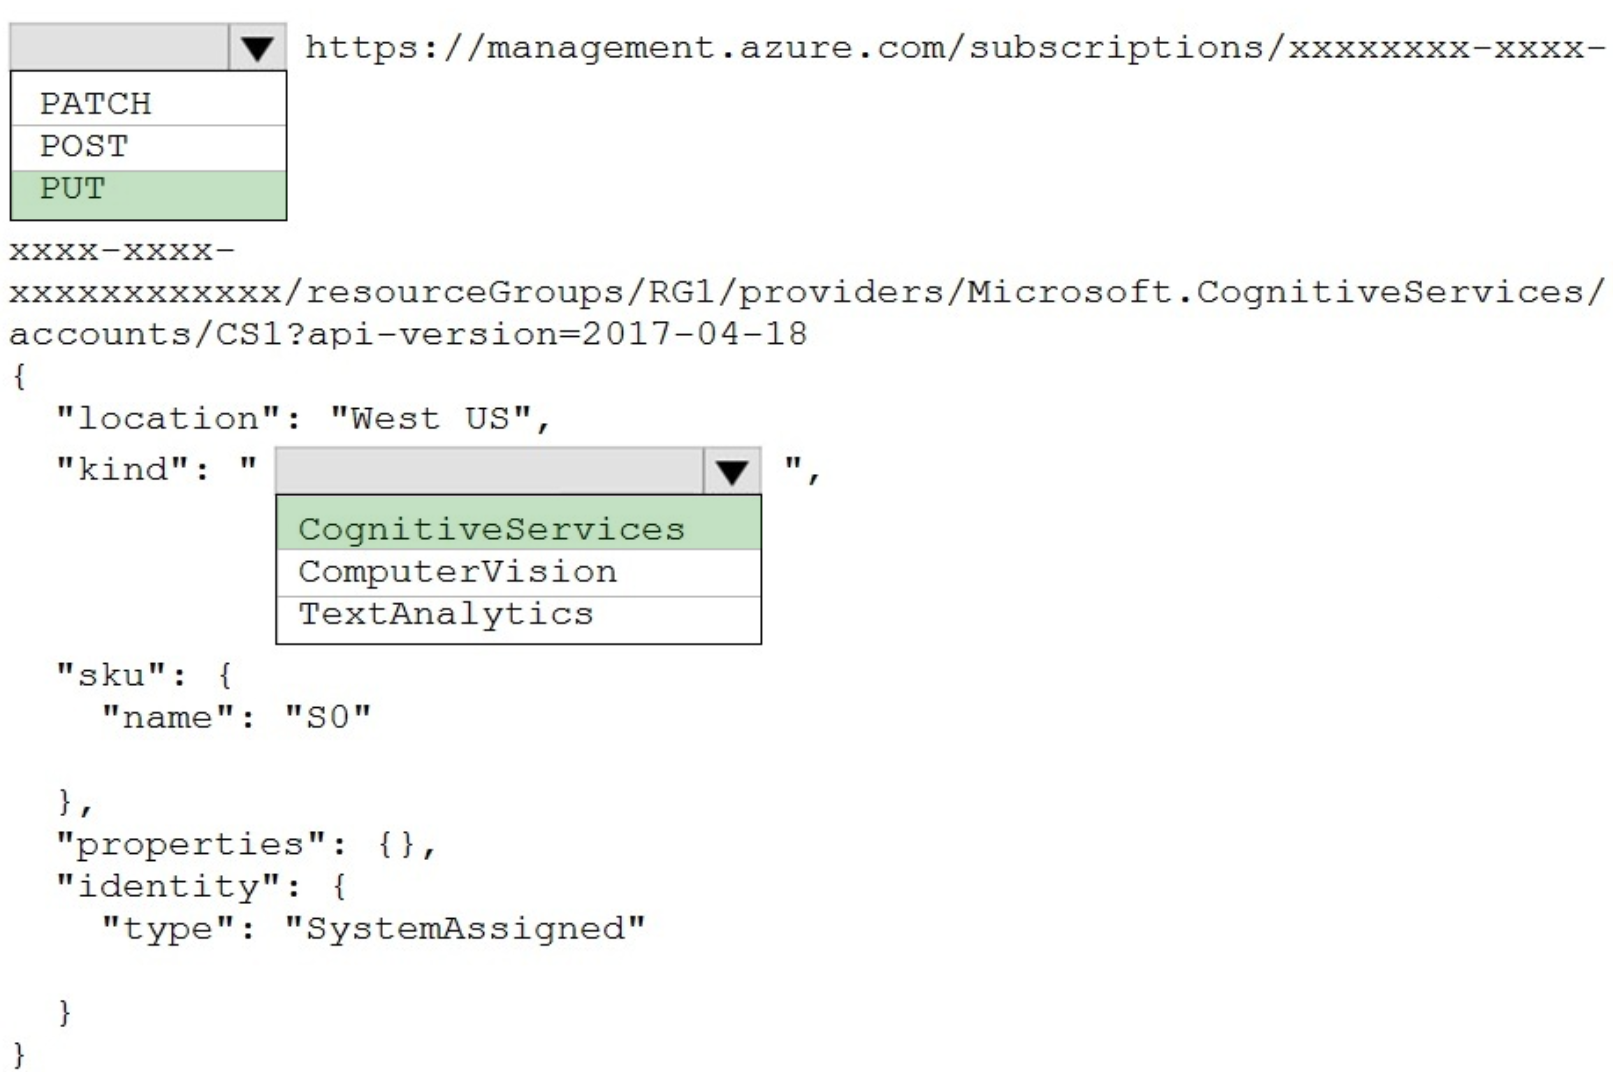 ▼ https://management.azure.com/subscriptions/xxxxxxxx-xxxx-
PATCH
POST
PUT
xxxx-xxxx-
xxxxxxxxxxxx/resourceGroups/RG1/providers/Microsoft.CognitiveServices/
accounts/CS1?api-version=2017-04-18
{
"location": "West US",
"kind": " ▼ ",
CognitiveServices
ComputerVision
TextAnalytics
"sku": {
"name": "S0"
},
"properties": {},
"identity": {
"type": "SystemAssigned"
}
}